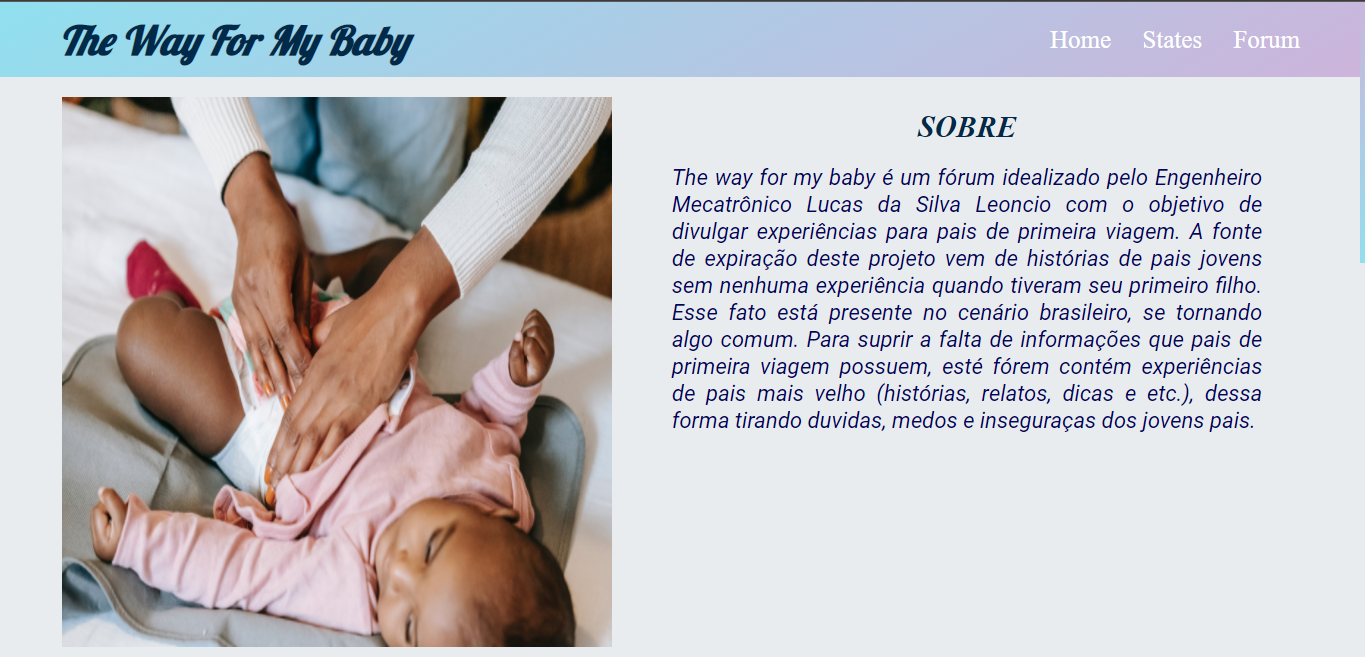 The Way For My Baby
Home States Forum
SOBRE
The way for my baby é um fórum idealizado pelo Engenheiro
Mecatrônico Lucas da Silva Leoncio com o objetivo de
divulgar experiências para pais de primeira viagem. A fonte
de expiração deste projeto vem de histórias de pais jovens
sem nenhuma experiência quando tiveram seu primeiro filho.
Esse fato está presente no cenário brasileiro, se tornando
algo comum. Para suprir a falta de informações que pais de
primeira viagem possuem, esté fórem contém experiências
de pais mais velho (histórias, relatos, dicas e etc.), dessa
forma tirando duvidas, medos e inseguraças dos jovens pais.